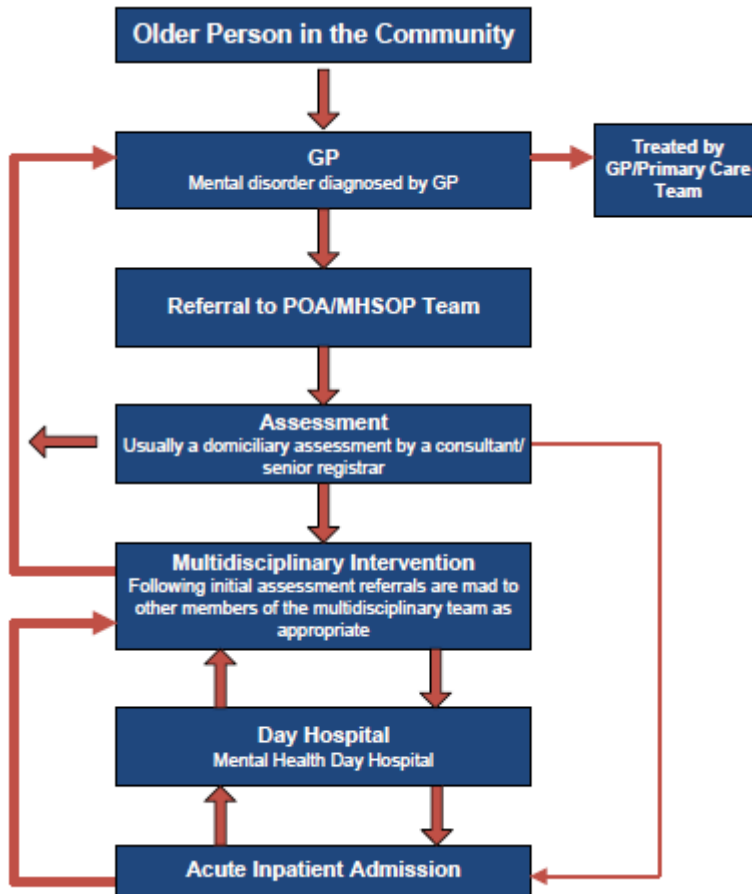 Older Person in the Community
GP
Mental disorder diagnosed by GP
Treated by
GP/Primary Care
Team
Referral to POA/MHSOP Team
Assessment
Usually a domiciliary assessment by a consultant/
senior registrar
Multidisciplinary Intervention
Following initial assessment referrals are mad to
other members of the multidisciplinary team as
appropriate
Day Hospital
Mental Health Day Hospital
Acute Inpatient Admission